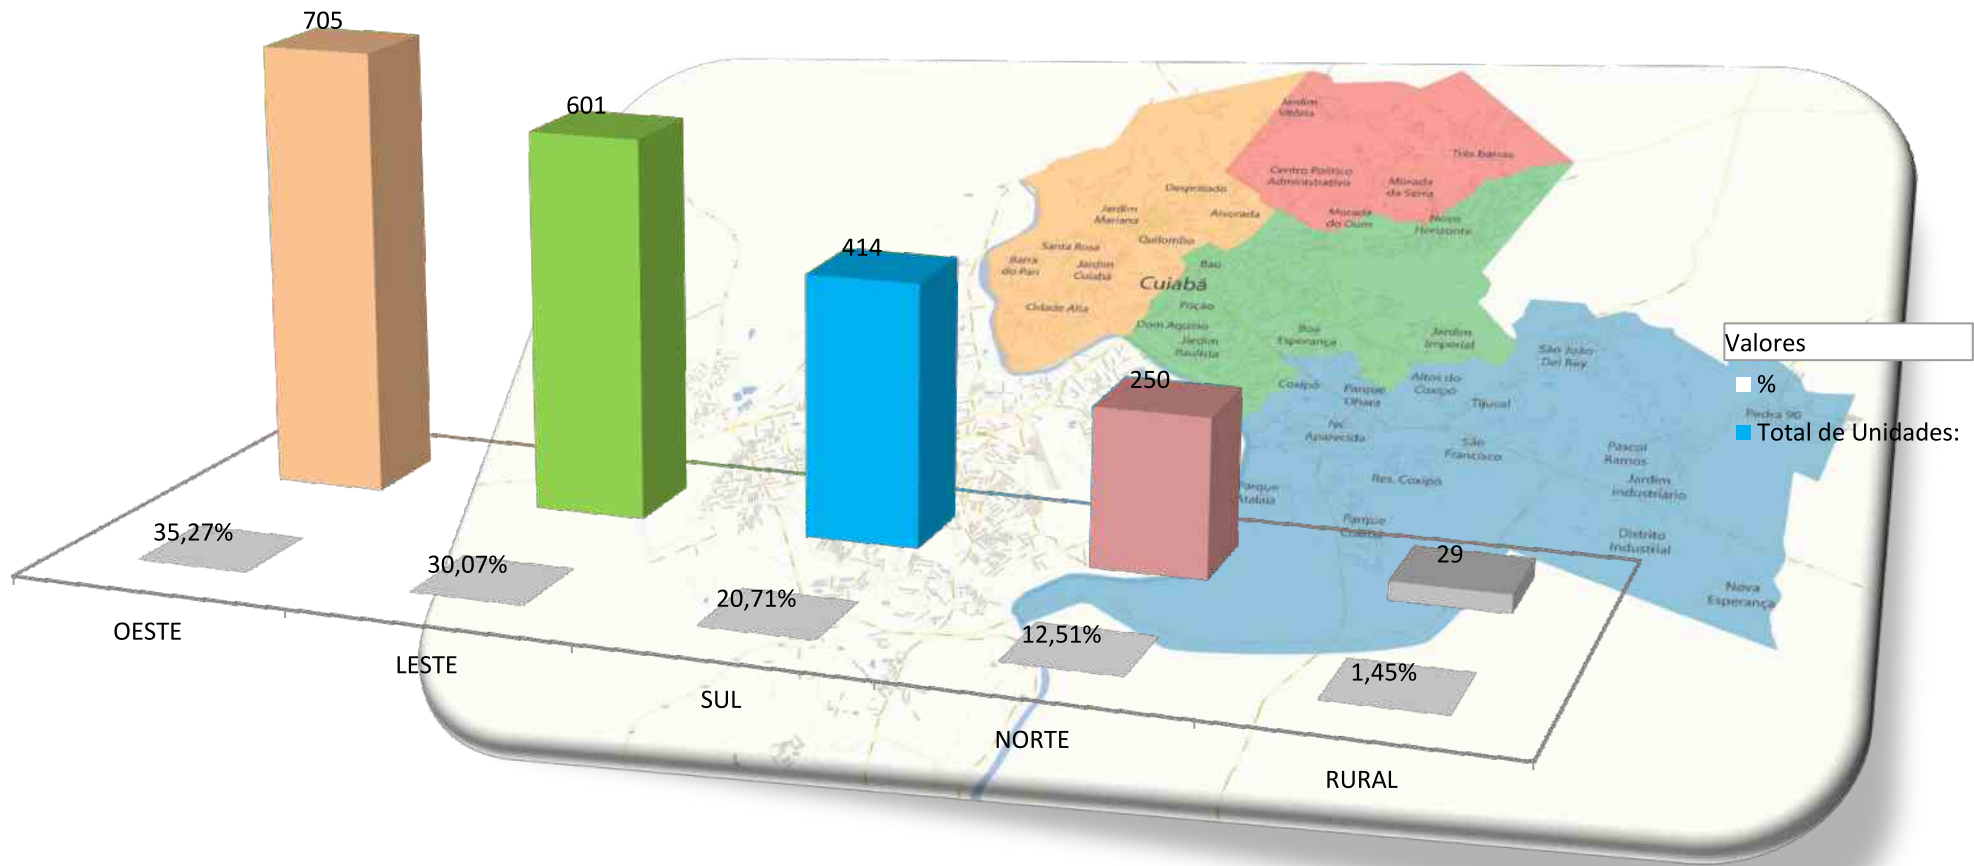 705
601
414
250
29
35,27%
30,07%
20,71%
12,51%
1,45%
OESTE
LESTE
SUL
NORTE
RURAL
Valores
%
Total de Unidades:
Jardim
Vitória
Três Barras
Centro Político
Administrativo
Morada
da Serra
Morada
do Ouro
Novo
Horizonte
Despraiado
Jardim
Mariana
Alvorada
Santa Rosa
Quilombo
Barra
do Pari
Jardim
Cuiabá
Baú
Cuiabá
Cidade Alta
Poção
Dom Aquino
Jardim
Paulista
Boa
Esperança
Jardim
Imperial
São João
Del Rey
Coxipó
Parque
Ohara
Altos do
Coxipó
Tijucal
Pedra 90
Ns.
Aparecida
São
Francisco
Pascoal
Ramos
Res. Coxipó
Jardim
Industriário
Parque
Atalaia
Parque
Distrito
Industrial
Nova
Esperança